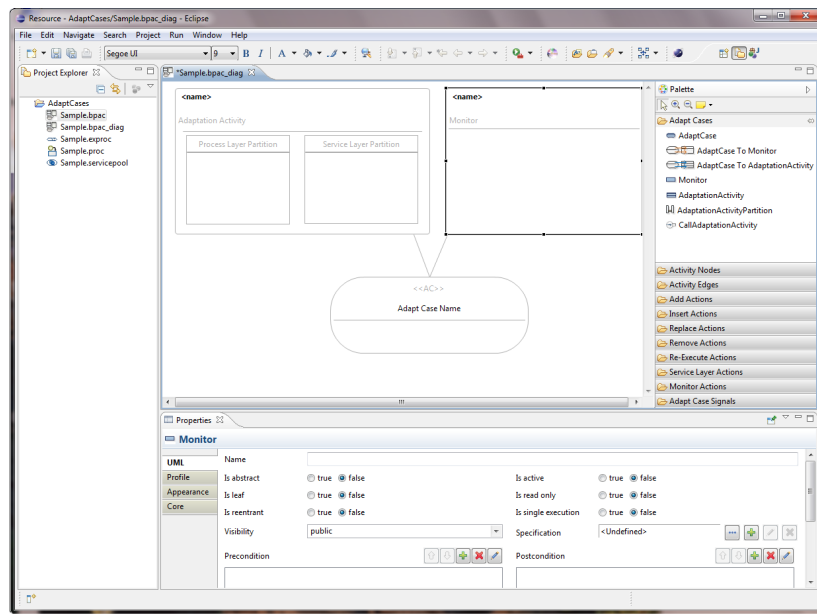 Resource - AdaptCases/Sample.bpac_diag - Eclipse
File Edit Navigate Search Project Run Window Help
Segoe UI 9 B I A
Project Explorer
AdaptCases
Sample.bpac
Sample.bpac_diag
Sample.exproc
Sample.proc
Sample.servicepool
*Sample.bpac_diag
<name>
Adaptation Activity
Process Layer Partition Service Layer Partition
<name>
Monitor
<<AC>>
Adapt Case Name
Palette
Adapt Cases
AdaptCase
AdaptCase To Monitor
AdaptCase To AdaptationActivity
Monitor
AdaptationActivity
AdaptationActivityPartition
CallAdaptationActivity
Activity Nodes
Activity Edges
Add Actions
Insert Actions
Replace Actions
Remove Actions
Re-Execute Actions
Service Layer Actions
Monitor Actions
Adapt Case Signals
Properties
Monitor
UML
Profile
Appearance
Core
Name
Is abstract true false Is active true false
Is leaf true false Is read only true false
Is reentrant true false Is single execution true false
Visibility public Specification <Undefined>
Precondition Postcondition